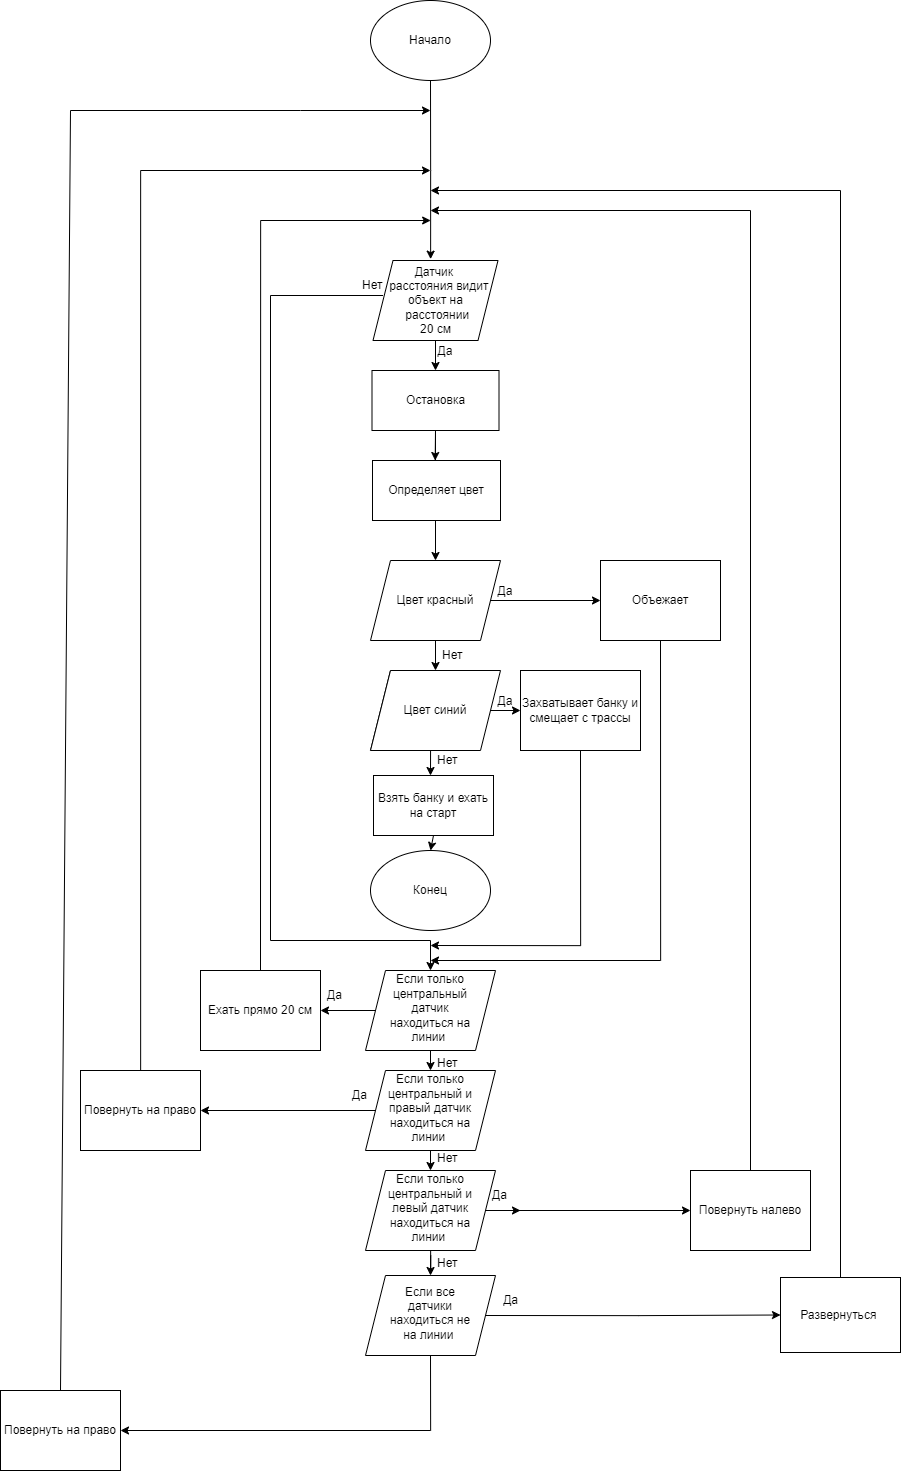 Начало
Нет
Датчик
расстояния видит
объект на
расстоянии
20 см
Да
Остановка
Определяет цвет
Цвет красный
Да
Объежает
Нет
Цвет синий
Да
Захватывает банку и
смещает с трассы
Нет
Взять банку и ехать
на старт
Конец
Если только
центральный
датчик
находиться на
линии
Да
Ехать прямо 20 см
Нет
Если только
центральный и
правый датчик
находиться на
линии
Да
Повернуть на право
Нет
Если только
центральный и
левый датчик
находиться на
линии
Да
Повернуть налево
Нет
Если все
датчики
находиться не
на линии
Да
Развернуться
Повернуть на право